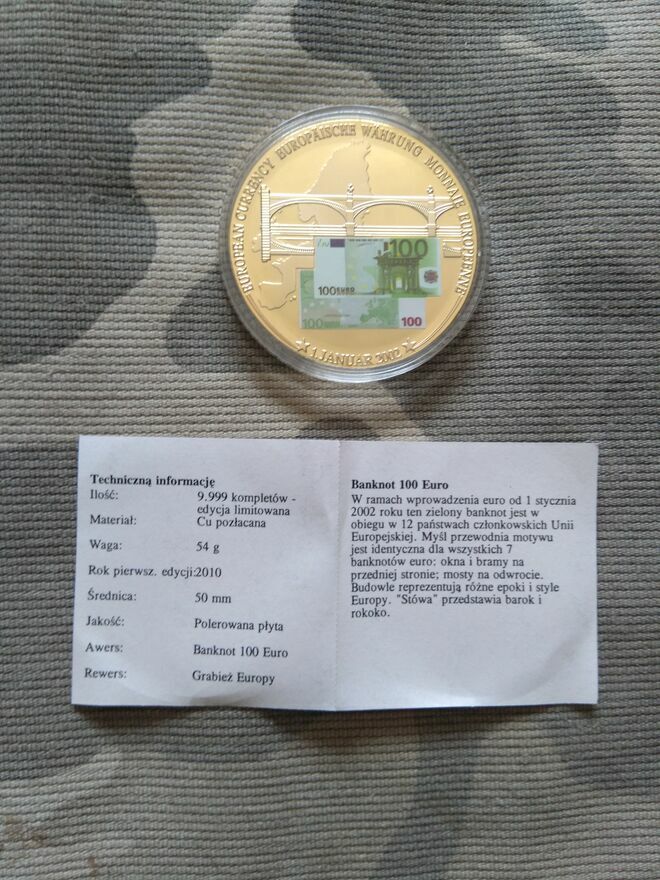 EUROPEAN CURRENCY EUROPÄISCHE WÄHRUNG MONNAIE EUROPÉENNE
100
100 EURO
100
100
1 JANUAR 2002
Techniczną informację
Ilość: 9.999 kompletów -
edycja limitowana
Materiał: Cu pozłacana
Waga: 54 g
Rok pierwsz. edycji:2010
Średnica: 50 mm
Jakość: Polerowana płyta
Awers: Banknot 100 Euro
Rewers: Grabież Europy
Banknot 100 Euro
W ramach wprowadzenia euro od 1 stycznia
2002 roku ten zielony banknot jest w
obiegu w 12 państwach członkowskich Unii
Europejskiej. Myśl przewodnia motywu
jest identyczna dla wszystkich 7
banknotów euro: okna i bramy na
przedniej stronie; mosty na odwrocie.
Budowle reprezentują różne epoki i style
Europy. "Stówa" przedstawia barok i
rokoko.